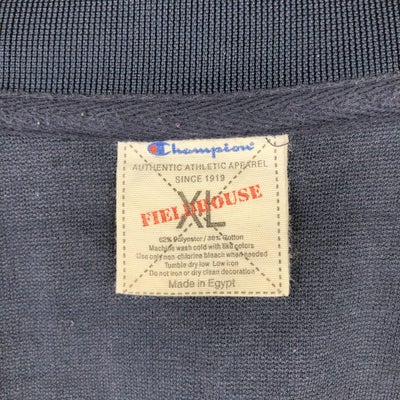 Champion
AUTHENTIC ATHLETIC APPAREL
SINCE 1919
XL
FIELDHOUSE
62% Polyester / 38% Cotton
Machine wash cold with like colors
Use only non-chlorine bleach when needed
Tumble dry low. Low iron
Do not iron or dry clean decoration
Made in Egypt